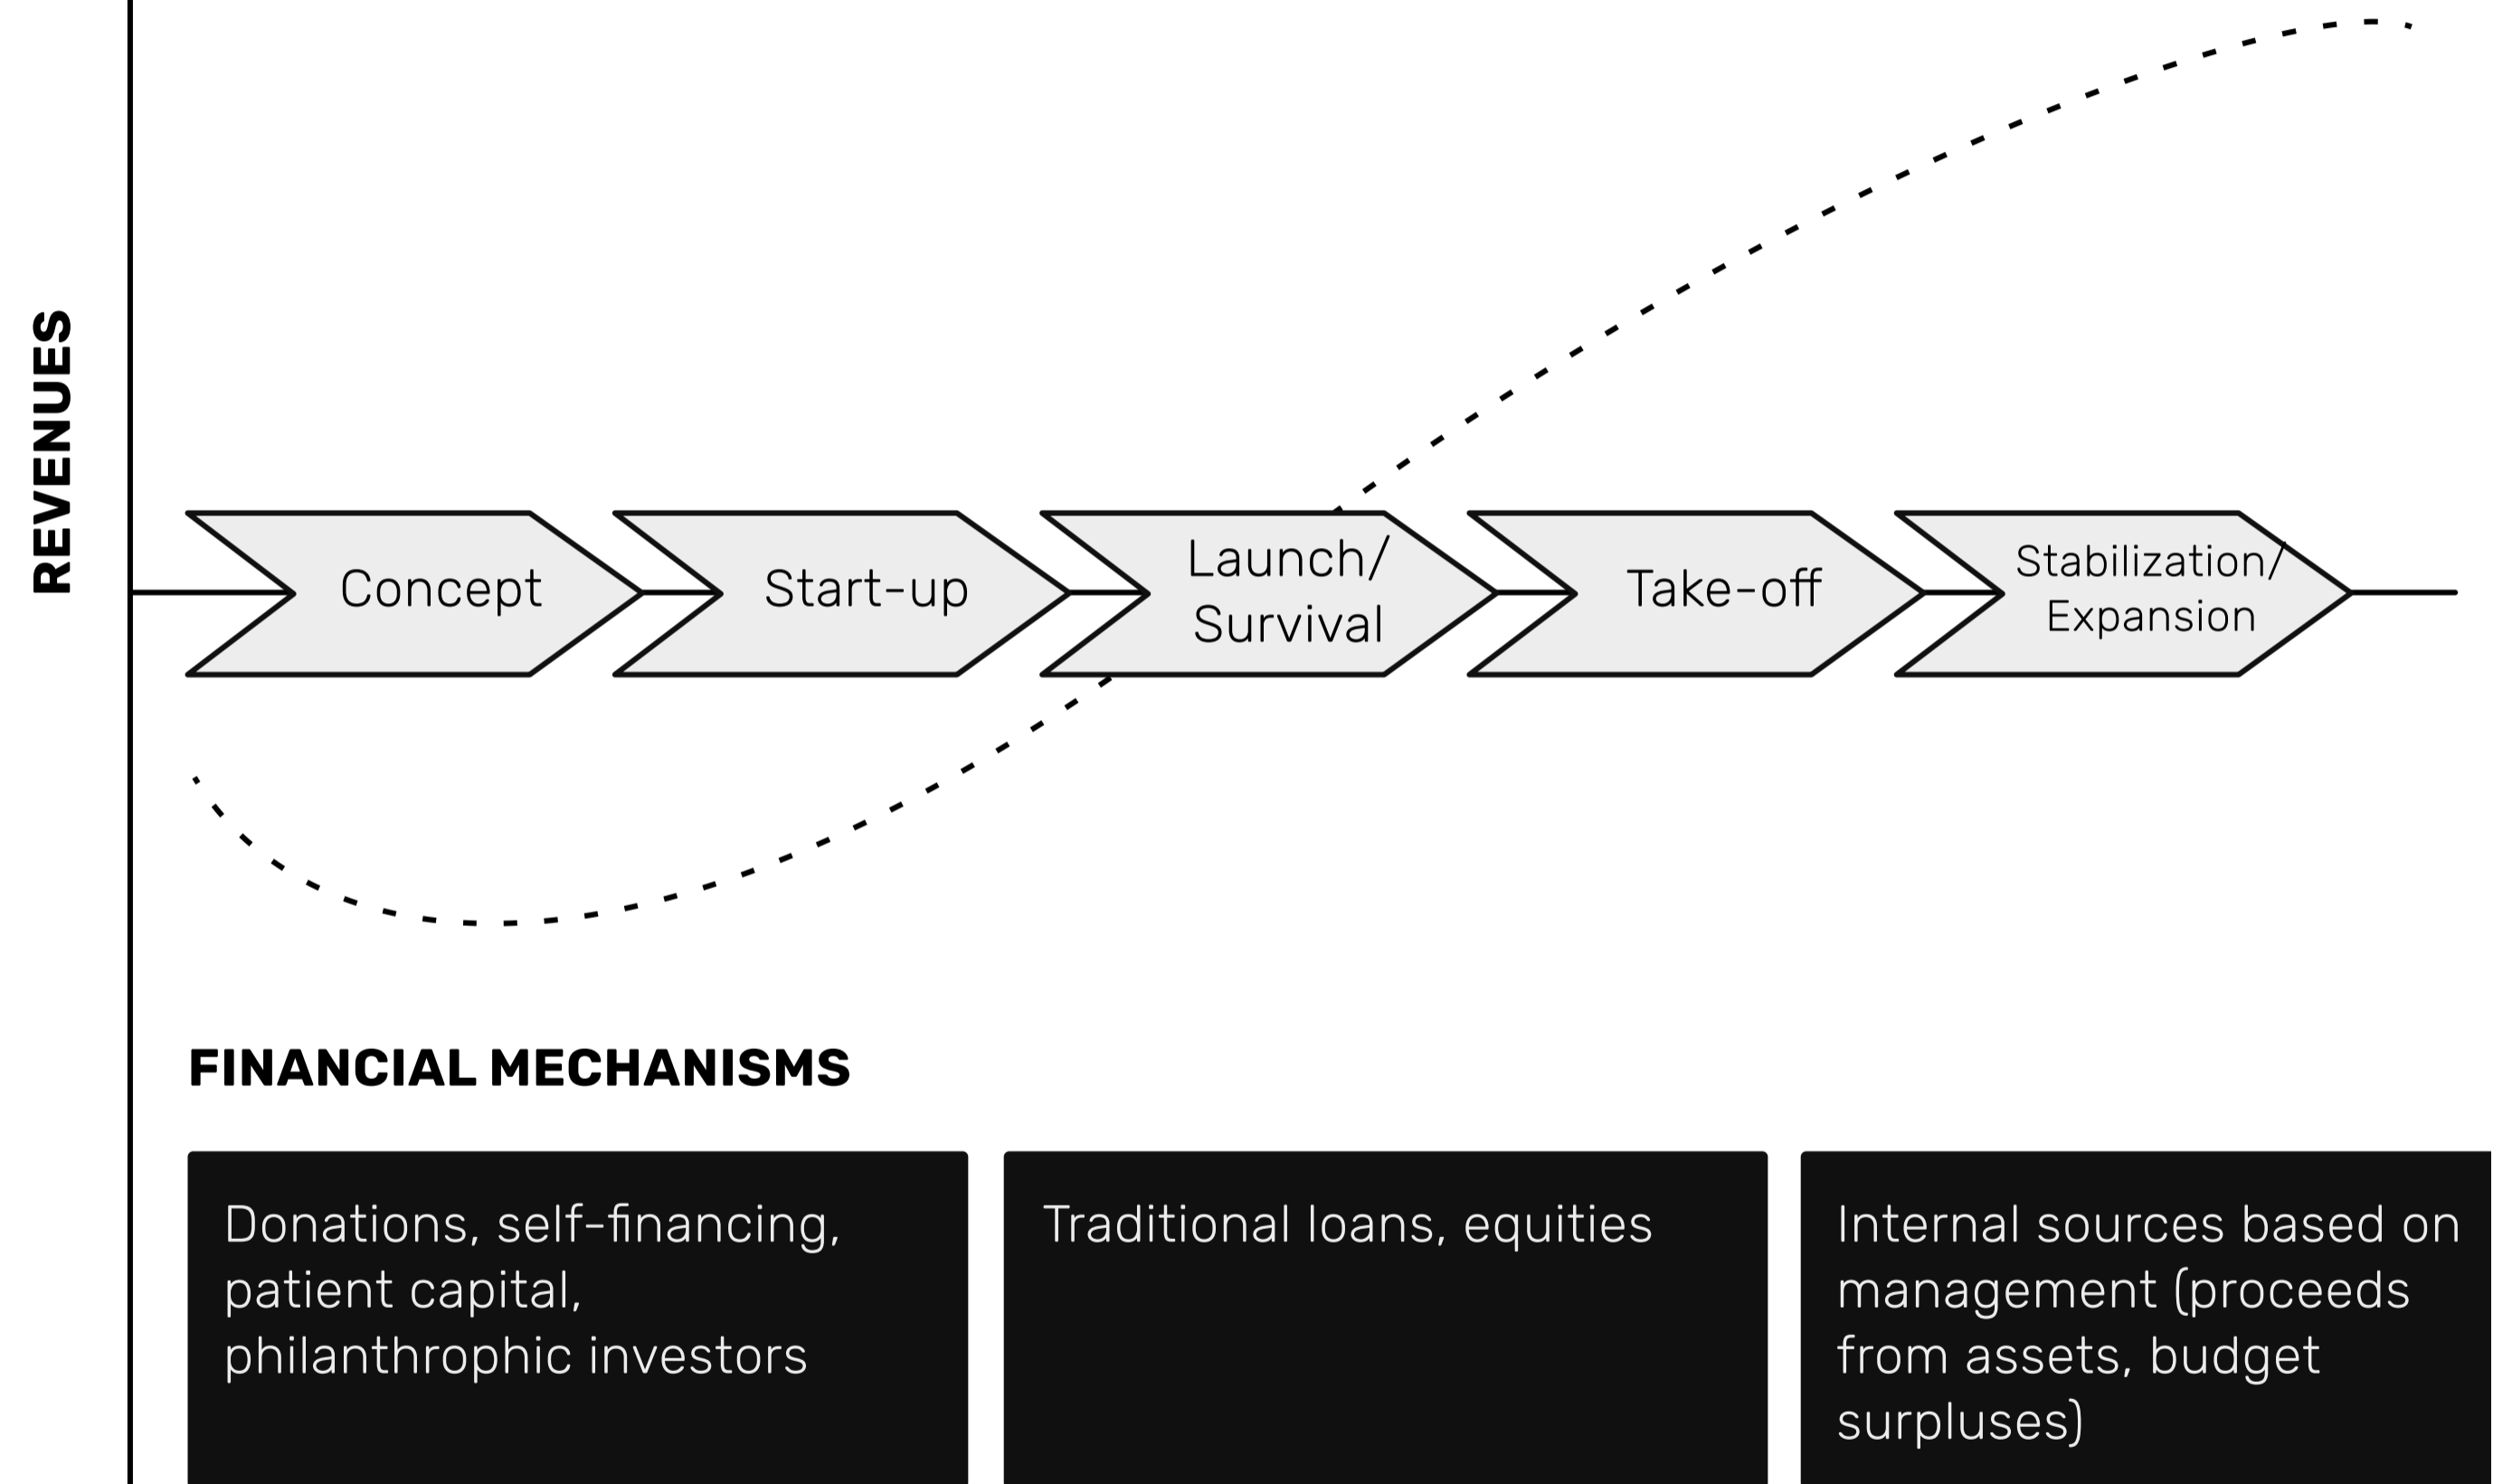 REVENUES
Concept
Start-up
Launch/
Survival
Take-off
Stabilization/
Expansion
FINANCIAL MECHANISMS
Donations, self-financing,
patient capital,
philanthrophic investors
Traditional loans, equities
Internal sources based on
management (proceeds
from assets, budget
surpluses)